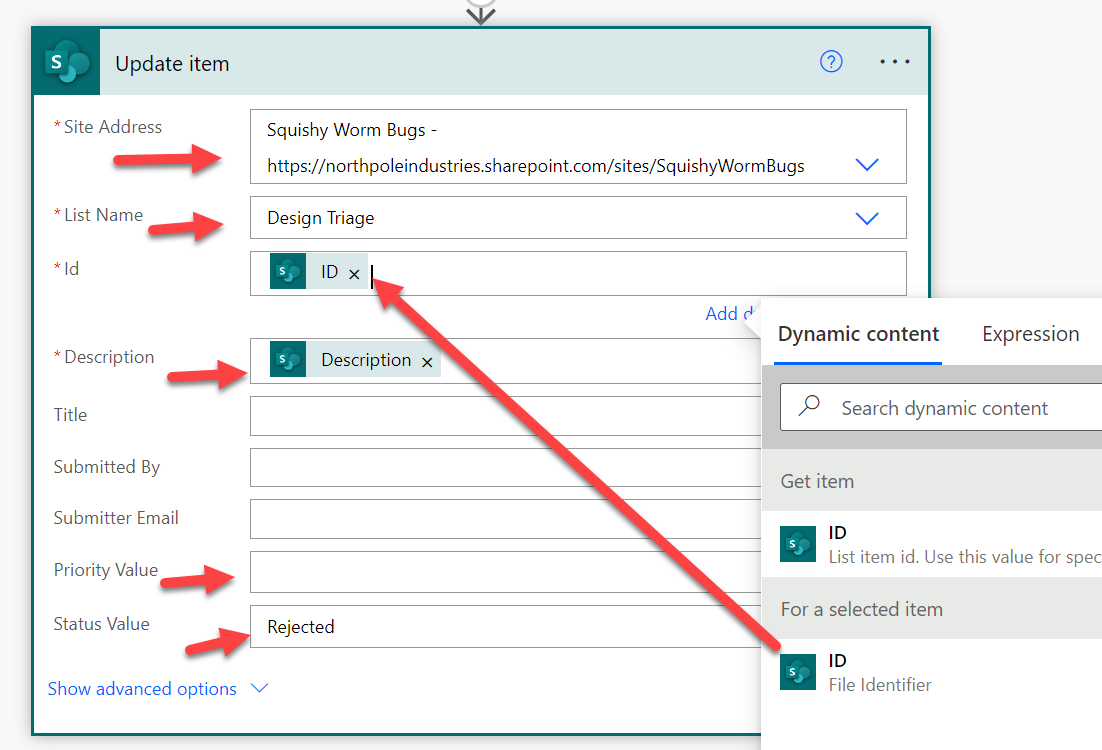 Update item
?
* Site Address
Squishy Worm Bugs -
https://northpoleindustries.sharepoint.com/sites/SquishyWormBugs
* List Name
Design Triage
* Id
S
ID ×
Add d
* Description
S
Description ×
Title
Submitted By
Submitter Email
Priority Value
Status Value
Rejected
Show advanced options
Dynamic content
Expression
Search dynamic content
Get item
S
ID
List item id. Use this value for spec
For a selected item
S
ID
File Identifier
S